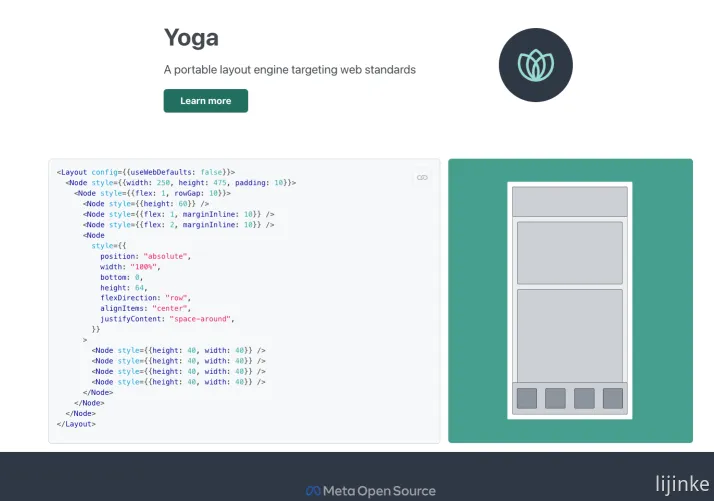 Yoga
A portable layout engine targeting web standards
Learn more
<Layout config={{useWebDefaults: false}}>
  <Node style={{width: 250, height: 475, padding: 10}}>
    <Node style={{flex: 1, rowGap: 10}}>
      <Node style={{height: 60}} />
      <Node style={{flex: 1, marginInline: 10}} />
      <Node style={{flex: 2, marginInline: 10}} />
      <Node
        style={{
          position: "absolute",
          width: "100%",
          bottom: 0,
          height: 64,
          flexDirection: "row",
          alignItems: "center",
          justifyContent: "space-around",
        }}
      >
        <Node style={{height: 40, width: 40}} />
        <Node style={{height: 40, width: 40}} />
        <Node style={{height: 40, width: 40}} />
        <Node style={{height: 40, width: 40}} />
      </Node>
    </Node>
  </Node>
</Layout>
Meta Open Source
lijinke